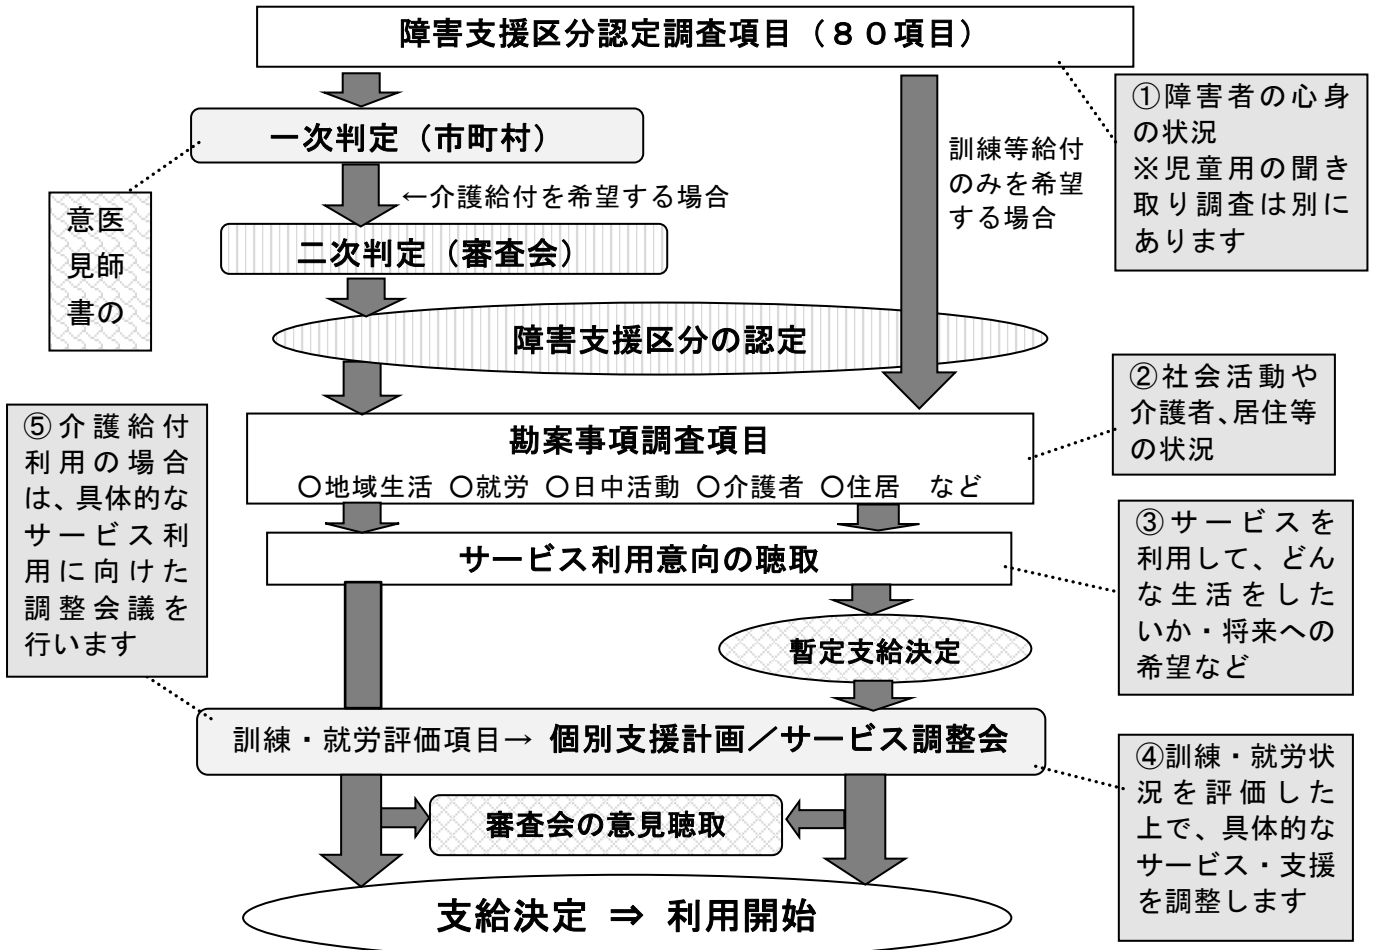 障害支援区分認定調査項目（８０項目）
①障害者の心身
の状況
※児童用の聞き
取り調査は別に
あります
一次判定（市町村）
訓練等給付
のみを希望
する場合
←介護給付を希望する場合
意医
見師
書の
二次判定（審査会）
障害支援区分の認定
②社会活動や
介護者、居住等
の状況
⑤介護給付
利用の場合
は、具体的な
サービス利
用に向けた
調整会議を
行います
勘案事項調査項目
○地域生活 ○就労 ○日中活動 ○介護者 ○住居　など
③サービスを
利用して、どん
な生活をした
いか・将来への
希望など
サービス利用意向の聴取
暫定支給決定
訓練・就労評価項目→ 個別支援計画／サービス調整会
④訓練・就労状
況を評価した
上で、具体的な
サービス・支援
を調整します
審査会の意見聴取
支給決定 ⇒ 利用開始